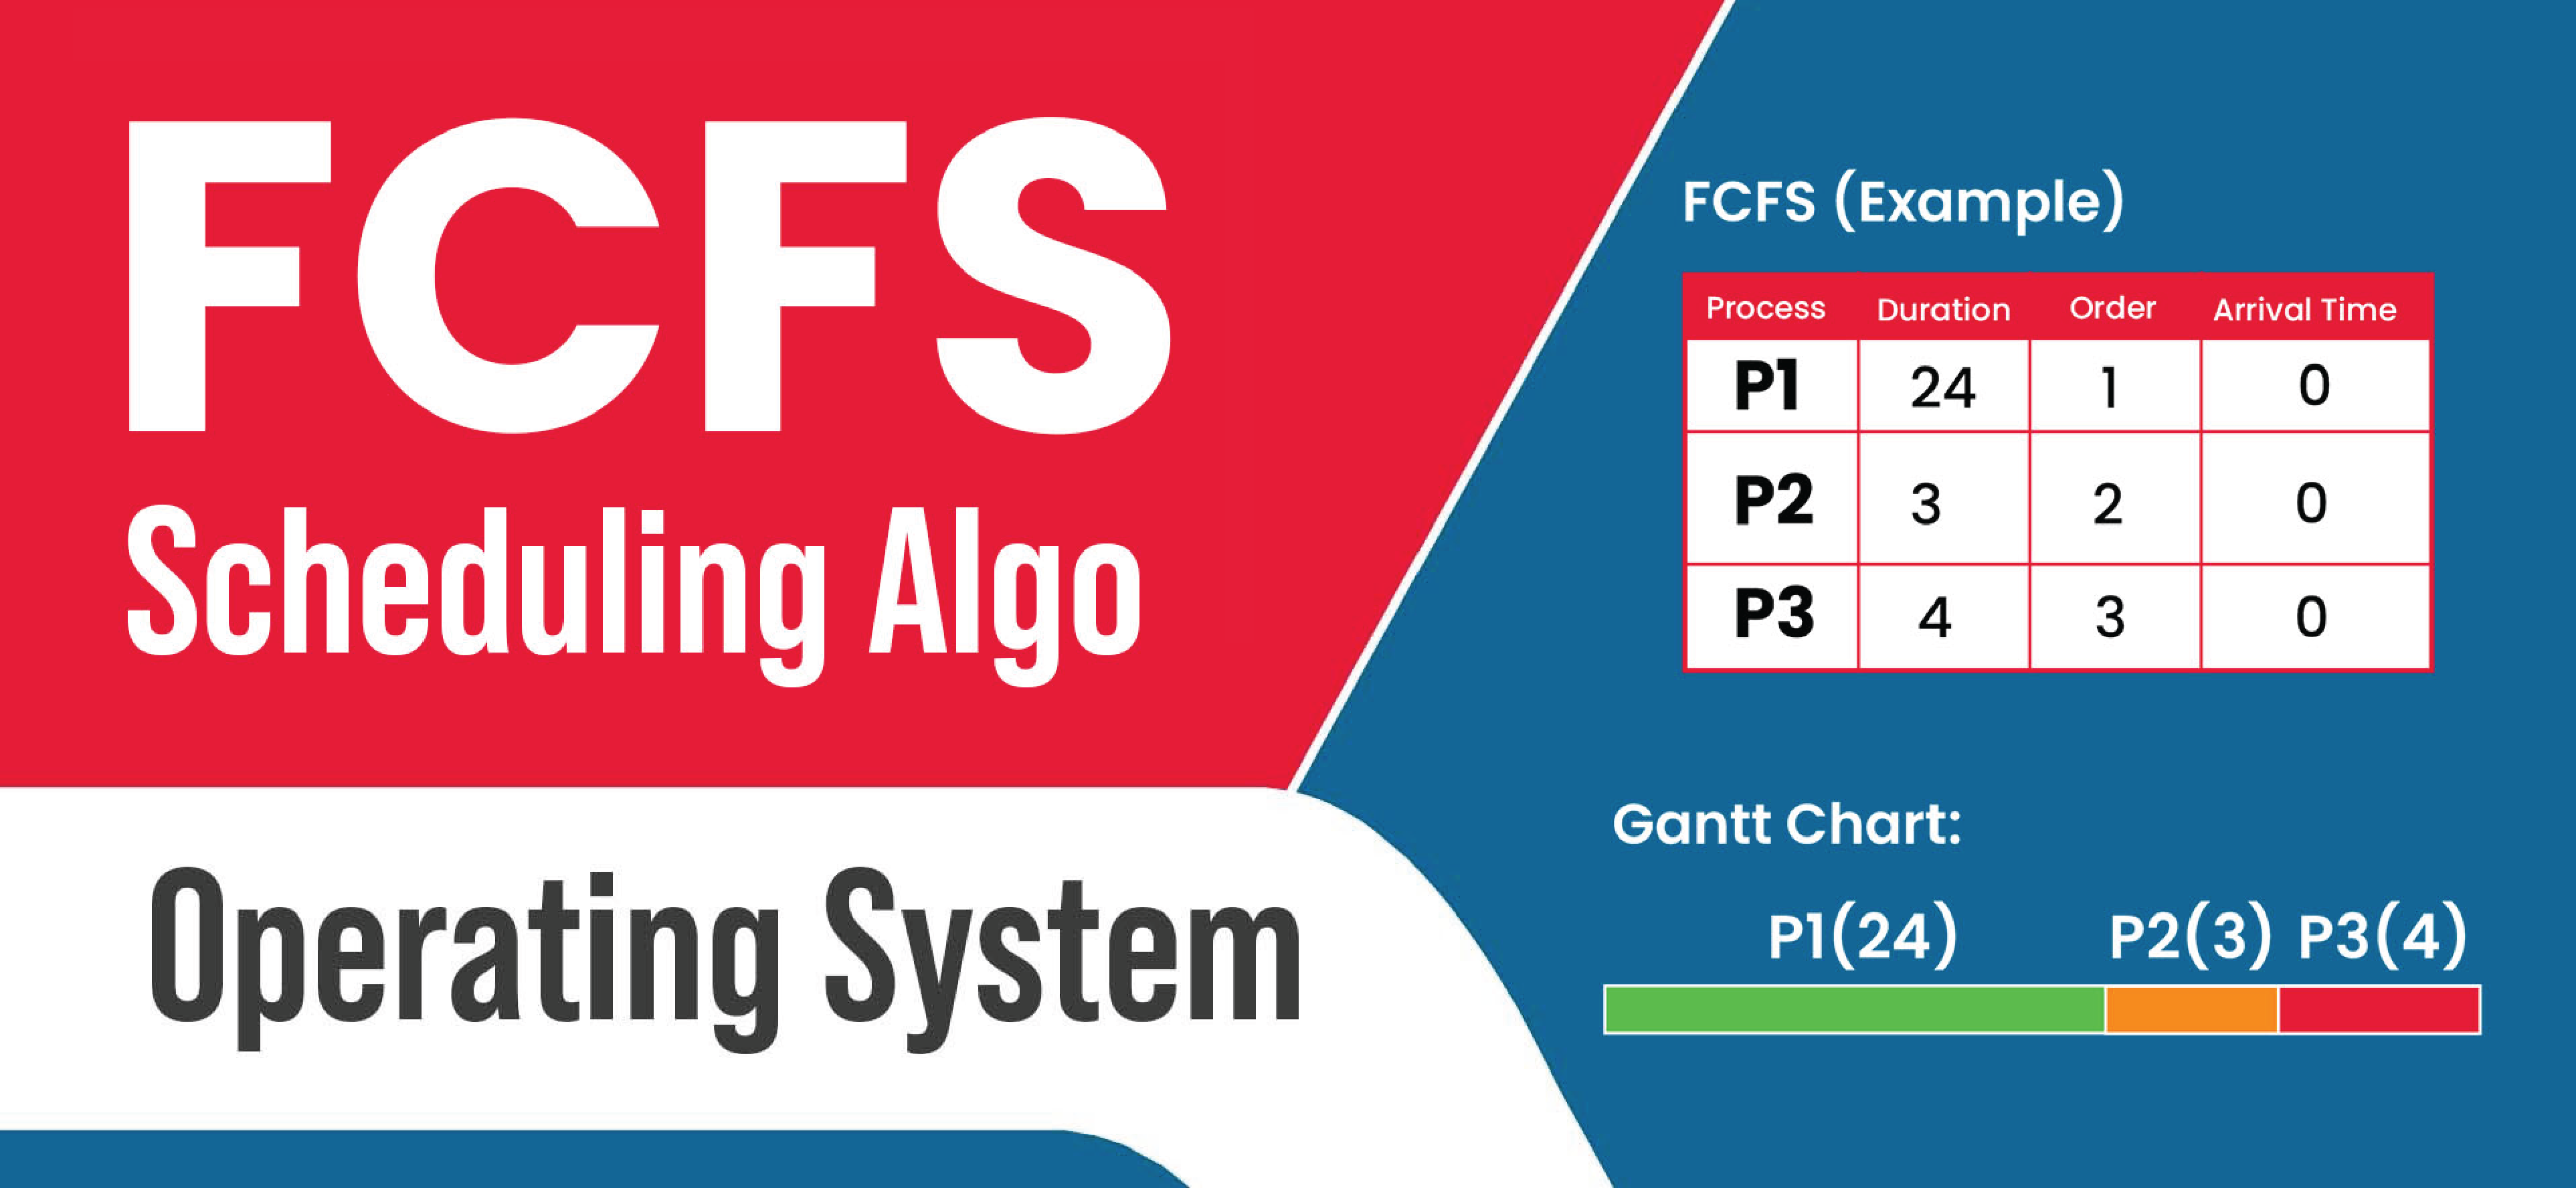 FCFS
Scheduling Algo
Operating System
FCFS (Example)
Process Duration Order Arrival Time
P1 24 1 0
P2 3 2 0
P3 4 3 0
Gantt Chart:
P1(24) P2(3) P3(4)